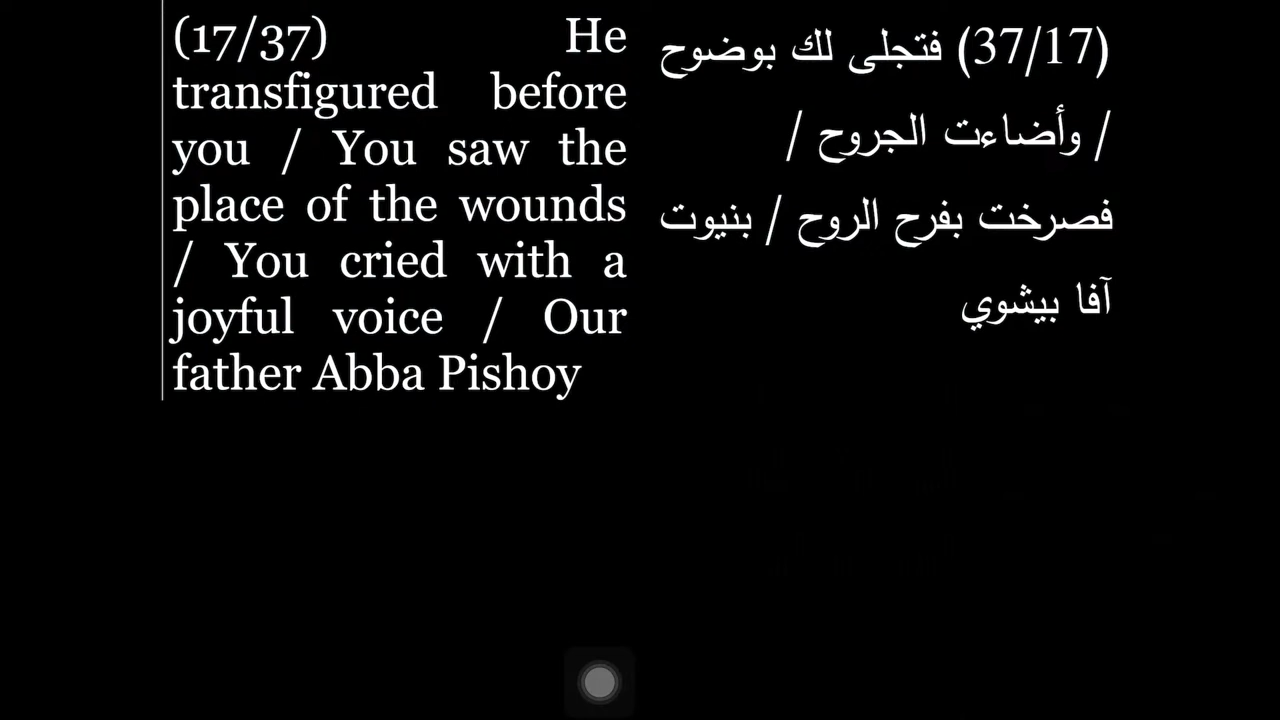 (17/37) He
transfigured before
you / You saw the
place of the wounds
/ You cried with a
joyful voice / Our
father Abba Pishoy
(37/17) فتجلى لك بوضوح
/ وأضاءت الجروح /
فصرخت بفرح الروح / بنيوت
آفا بيشوي